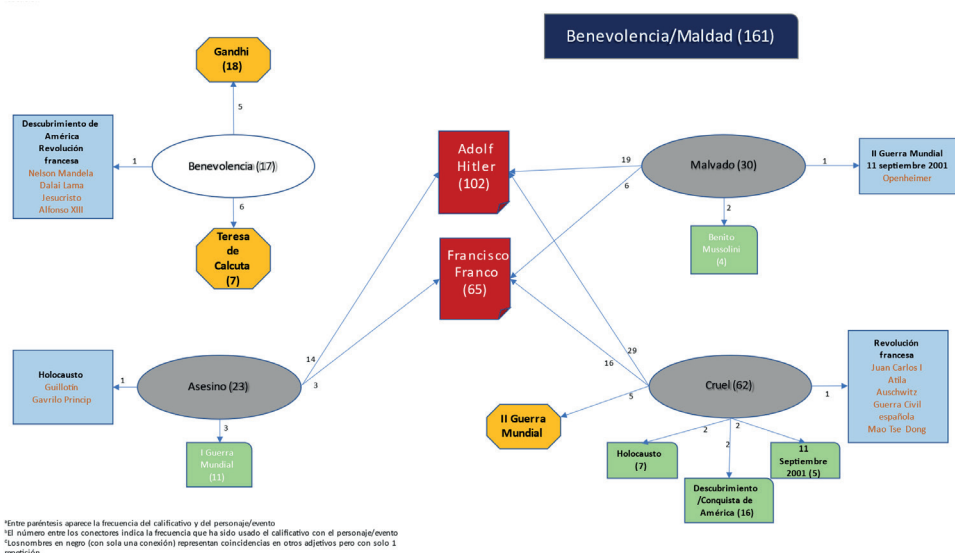 Benevolencia/Maldad (161)
Gandhi
(18)
5
Descubrimiento de
América
Revolución
francesa
Nelson Mandela
Dalai Lama
Jesucristo
Alfonso XIII
1
Benevolencia (17)
6
Teresa
de
Calcuta
(7)
Adolf
Hitler
(102)
Francisco
Franco
(65)
19
6
Malvado (30)
1
II Guerra Mundial
11 septiembre 2001
Openheimer
2
Benito
Mussolini
(4)
Holocausto
Guillotin
Gavrilo Princip
1
Asesino (23)
14
3
3
I Guerra
Mundial
(11)
29
16
5
Cruel (62)
1
Revolución
francesa
Juan Carlos I
Atila
Auschwitz
Guerra Civil
española
Mao Tse Dong
II Guerra
Mundial
2
2
2
Holocausto
(7)
Descubrimiento
/Conquista de
América (16)
11
Septiembre
2001 (5)
ªEntre paréntesis aparece la frecuencia del calificativo y del personaje/evento
ᵇEl número entre los conectores indica la frecuencia que ha sido usado el calificativo con el personaje/evento
ᶜLosnombres en negro (con sola una conexión) representan coincidencias en otros adjetivos pero con solo 1
repetición